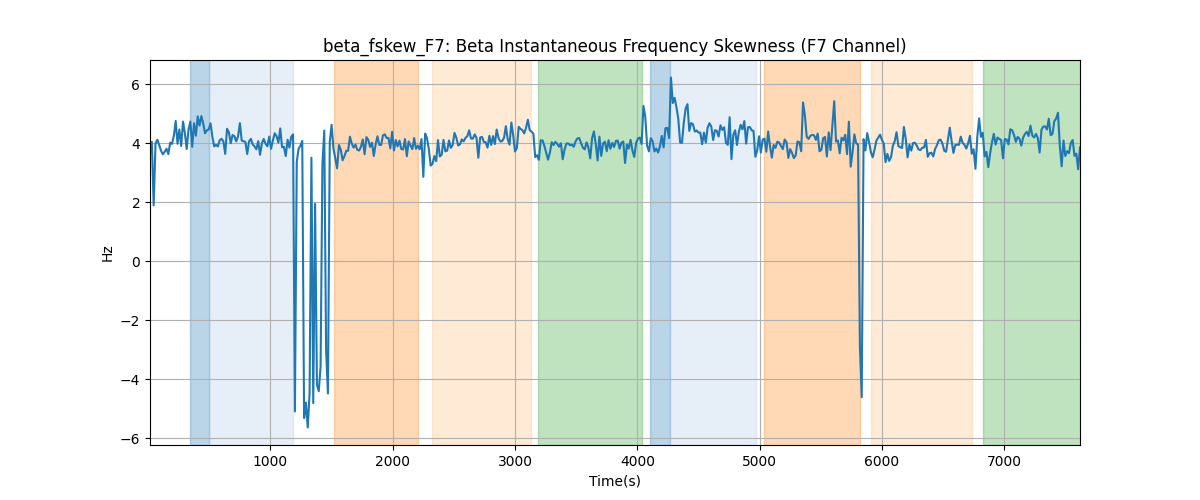 beta_fskew_F7: Beta Instantaneous Frequency Skewness (F7 Channel)
6
4
2
0
−2
−4
−6
Hz
1000 2000 3000 4000 5000 6000 7000
Time(s)